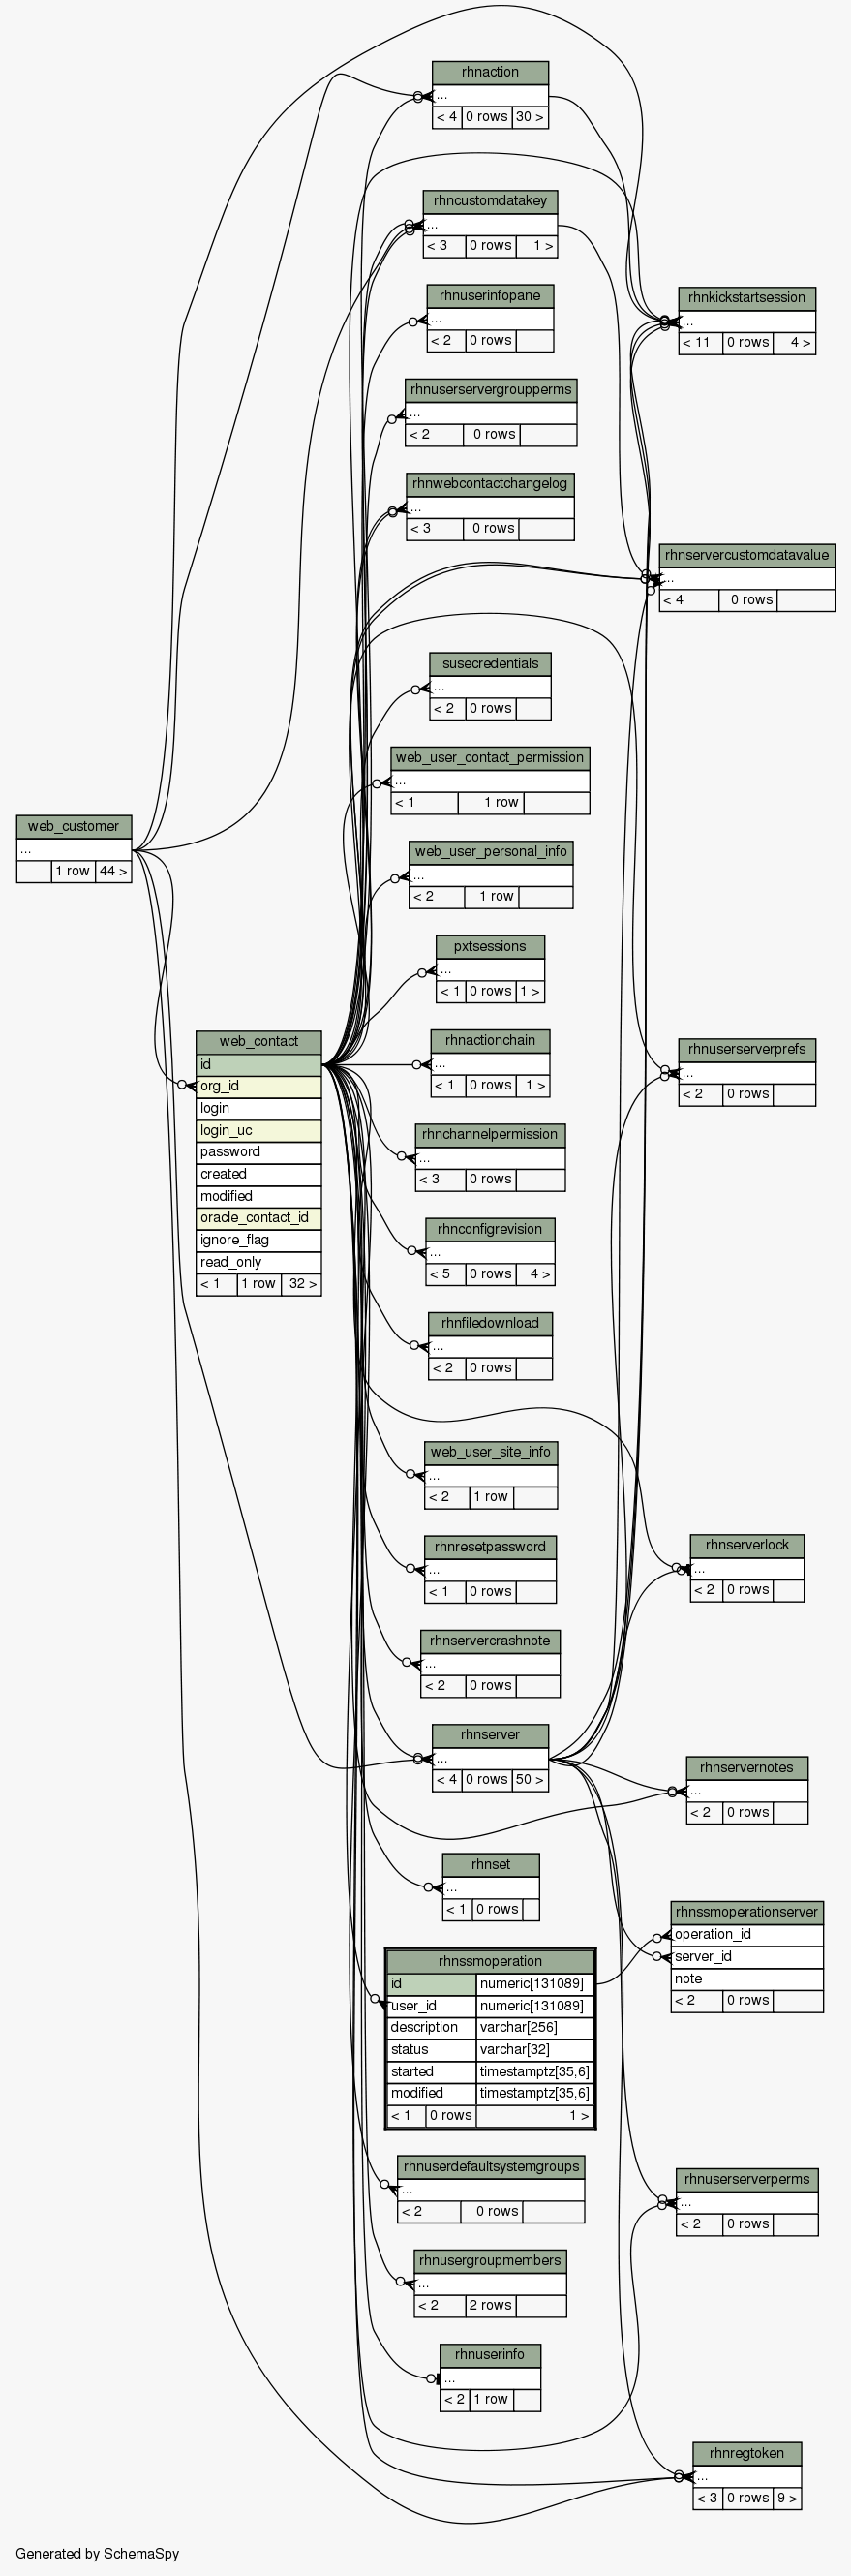 rhnaction
...
< 4 0 rows 30 >
rhncustomdatakey
...
< 3 0 rows 1 >
rhnuserinfopane
...
< 2 0 rows
rhnkickstartsession
...
< 11 0 rows 4 >
rhnuserservergroupperms
...
< 2 0 rows
rhnwebcontactchangelog
...
< 3 0 rows
rhnservercustomdatavalue
...
< 4 0 rows
susecredentials
...
< 2 0 rows
web_user_contact_permission
...
< 1 1 row
web_customer
...
1 row 44 >
web_user_personal_info
...
< 2 1 row
pxtsessions
...
< 1 0 rows 1 >
web_contact
id
org_id
login
login_uc
password
created
modified
oracle_contact_id
ignore_flag
read_only
< 1 1 row 32 >
rhnactionchain
...
< 1 0 rows 1 >
rhnuserserverprefs
...
< 2 0 rows
rhnchannelpermission
...
< 3 0 rows
rhnconfigrevision
...
< 5 0 rows 4 >
rhnfiledownload
...
< 2 0 rows
web_user_site_info
...
< 2 1 row
rhnresetpassword
...
< 1 0 rows
rhnserverlock
...
< 2 0 rows
rhnservercrashnote
...
< 2 0 rows
rhnserver
...
< 4 0 rows 50 >
rhnservernotes
...
< 2 0 rows
rhnset
...
< 1 0 rows
rhnssmoperationserver
operation_id
server_id
note
< 2 0 rows
rhnssmoperation
id numeric[131089]
user_id numeric[131089]
description varchar[256]
status varchar[32]
started timestamptz[35,6]
modified timestamptz[35,6]
< 1 0 rows 1 >
rhnuserdefaultsystemgroups
...
< 2 0 rows
rhnuserserverperms
...
< 2 0 rows
rhnusergroupmembers
...
< 2 2 rows
rhnuserinfo
...
< 2 1 row
rhnregtoken
...
< 3 0 rows 9 >
Generated by SchemaSpy